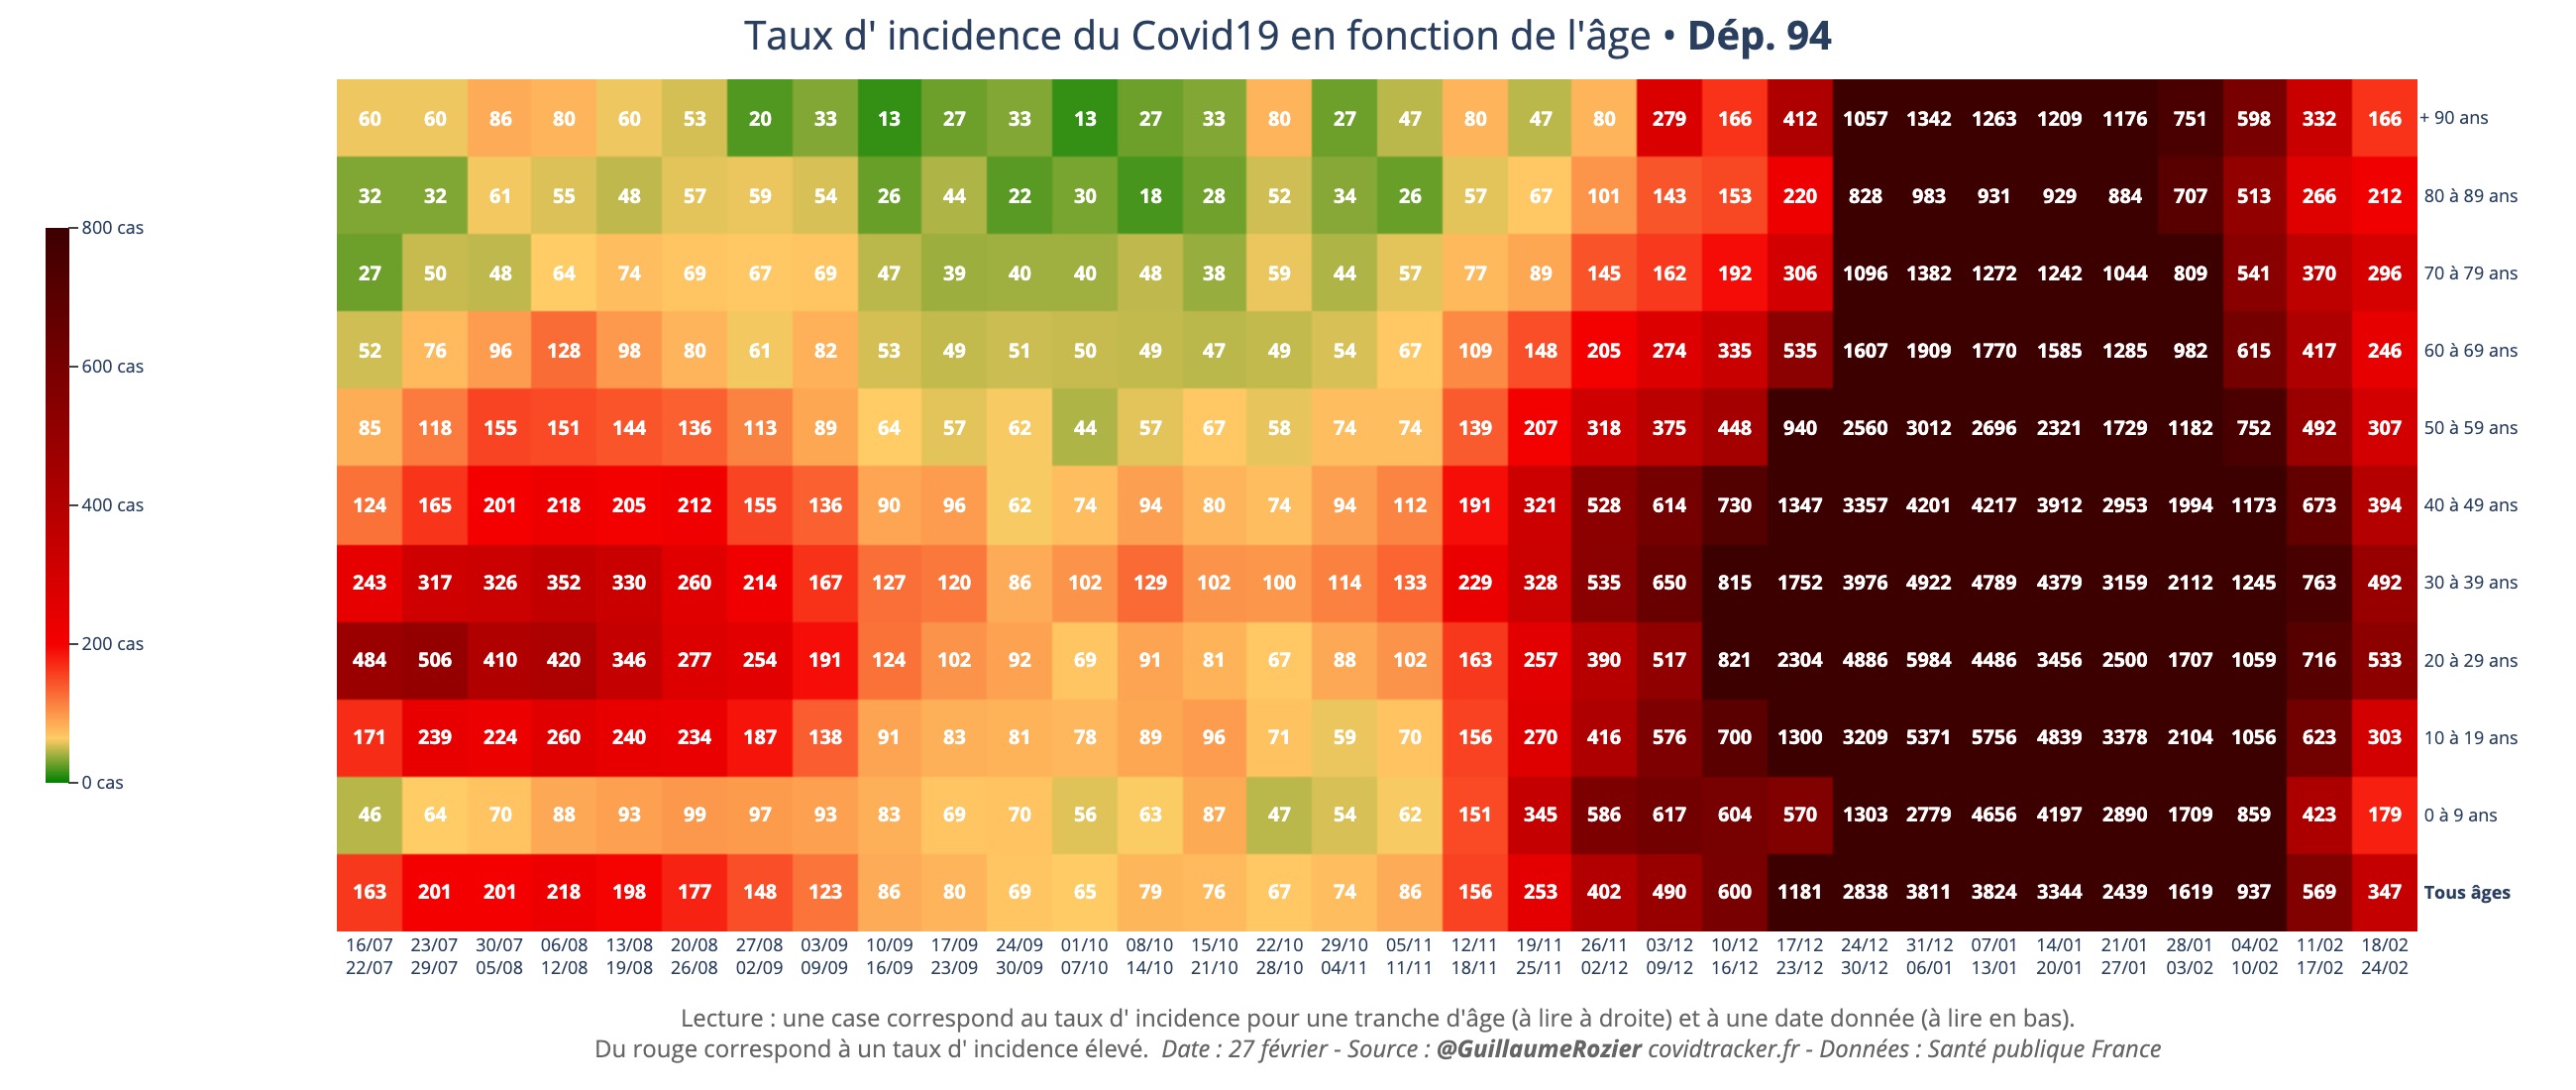 Taux d' incidence du Covid19 en fonction de l'âge • Dép. 94
60 60 86 80 60 53 20 33 13 27 33 13 27 33 80 27 47 80 47 80 279 166 412 1057 1342 1263 1209 1176 751 598 332 166 + 90 ans
32 32 61 55 48 57 59 54 26 44 22 30 18 28 52 34 26 57 67 101 143 153 220 828 983 931 929 884 707 513 266 212 80 à 89 ans
800 cas
27 50 48 64 74 69 67 69 47 39 40 40 48 38 59 44 57 77 89 145 162 192 306 1096 1382 1272 1242 1044 809 541 370 296 70 à 79 ans
52 76 96 128 98 80 61 82 53 49 51 50 49 47 49 54 67 109 148 205 274 335 535 1607 1909 1770 1585 1285 982 615 417 246 60 à 69 ans
600 cas
85 118 155 151 144 136 113 89 64 57 62 44 57 67 58 74 74 139 207 318 375 448 940 2560 3012 2696 2321 1729 1182 752 492 307 50 à 59 ans
400 cas
124 165 201 218 205 212 155 136 90 96 62 74 94 80 74 94 112 191 321 528 614 730 1347 3357 4201 4217 3912 2953 1994 1173 673 394 40 à 49 ans
243 317 326 352 330 260 214 167 127 120 86 102 129 102 100 114 133 229 328 535 650 815 1752 3976 4922 4789 4379 3159 2112 1245 763 492 30 à 39 ans
200 cas
484 506 410 420 346 277 254 191 124 102 92 69 91 81 67 88 102 163 257 390 517 821 2304 4886 5984 4486 3456 2500 1707 1059 716 533 20 à 29 ans
171 239 224 260 240 234 187 138 91 83 81 78 89 96 71 59 70 156 270 416 576 700 1300 3209 5371 5756 4839 3378 2104 1056 623 303 10 à 19 ans
0 cas
46 64 70 88 93 99 97 93 83 69 70 56 63 87 47 54 62 151 345 586 617 604 570 1303 2779 4656 4197 2890 1709 859 423 179 0 à 9 ans
163 201 201 218 198 177 148 123 86 80 69 65 79 76 67 74 86 156 253 402 490 600 1181 2838 3811 3824 3344 2439 1619 937 569 347 Tous âges
16/07 23/07 30/07 06/08 13/08 20/08 27/08 03/09 10/09 17/09 24/09 01/10 08/10 15/10 22/10 29/10 05/11 12/11 19/11 26/11 03/12 10/12 17/12 24/12 31/12 07/01 14/01 21/01 28/01 04/02 11/02 18/02
22/07 29/07 05/08 12/08 19/08 26/08 02/09 09/09 16/09 23/09 30/09 07/10 14/10 21/10 28/10 04/11 11/11 18/11 25/11 02/12 09/12 16/12 23/12 30/12 06/01 13/01 20/01 27/01 03/02 10/02 17/02 24/02
Lecture : une case correspond au taux d' incidence pour une tranche d'âge (à lire à droite) et à une date donnée (à lire en bas).
Du rouge correspond à un taux d' incidence élevé. Date : 27 février - Source : @GuillaumeRozier covidtracker.fr - Données : Santé publique France